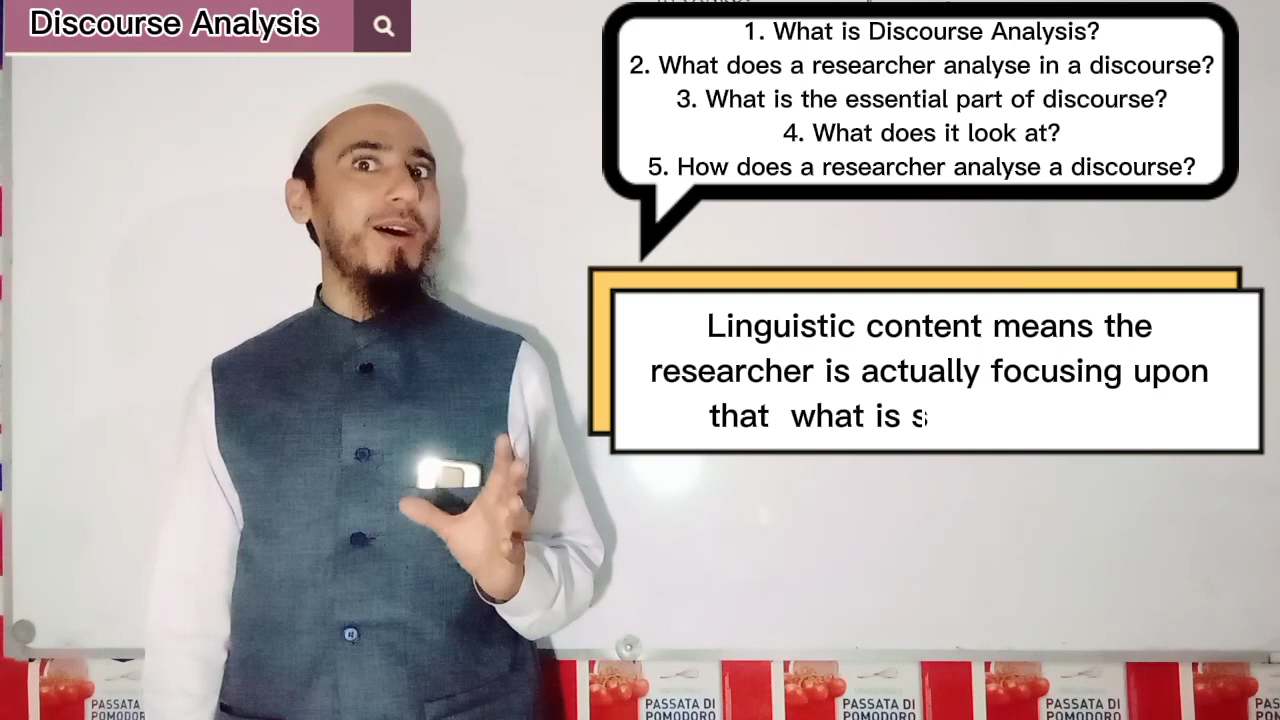 Discourse Analysis
1. What is Discourse Analysis?
2. What does a researcher analyse in a discourse?
3. What is the essential part of discourse?
4. What does it look at?
5. How does a researcher analyse a discourse?
Linguistic content means the
researcher is actually focusing upon
that what is s
PASSATA DI
POMODORO
PASSATA DI
POMODORO
PASSATA DI
POMODORO
PASSATA DI
POMODORO